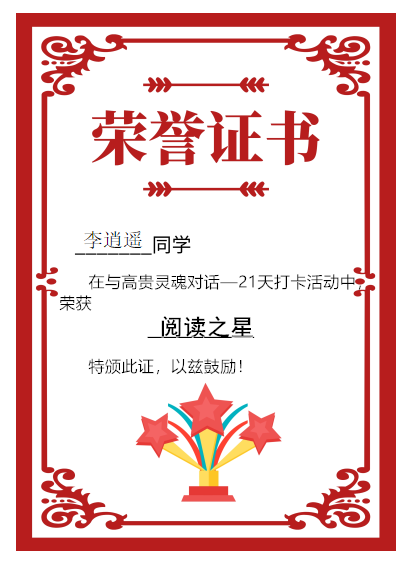 荣誉证书
李逍遥同学
在与高贵灵魂对话—21天打卡活动中，
荣获
阅读之星
特颁此证，以兹鼓励！